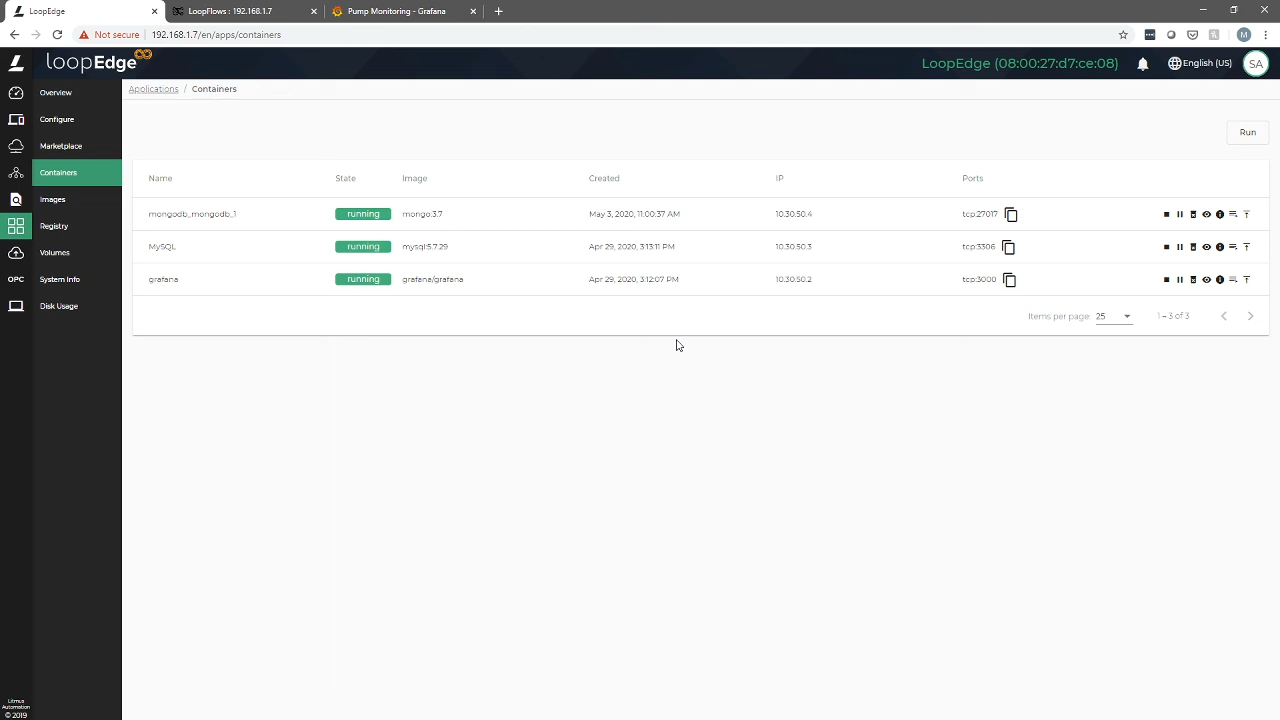 LoopEdge
LoopFlows : 192.168.1.7
Pump Monitoring - Grafana
Not secure
192.168.1.7/en/apps/containers
M
loopEdge
LoopEdge (08:00:27:d7:ce:08)
English (US)
SA
Overview
Configure
Marketplace
Containers
Images
Registry
Volumes
OPC
System Info
Disk Usage
Litmus
Automation
© 2019
Applications / Containers
Run
Name State Image Created IP Ports
mongodb_mongodb_1 running mongo:3.7 May 3, 2020, 11:00:37 AM 10.30.50.4 tcp:27017
MySQL running mysql:5.7.29 Apr 29, 2020, 3:13:11 PM 10.30.50.3 tcp:3306
grafana running grafana/grafana Apr 29, 2020, 3:12:07 PM 10.30.50.2 tcp:3000
Items per page: 25 1 – 3 of 3